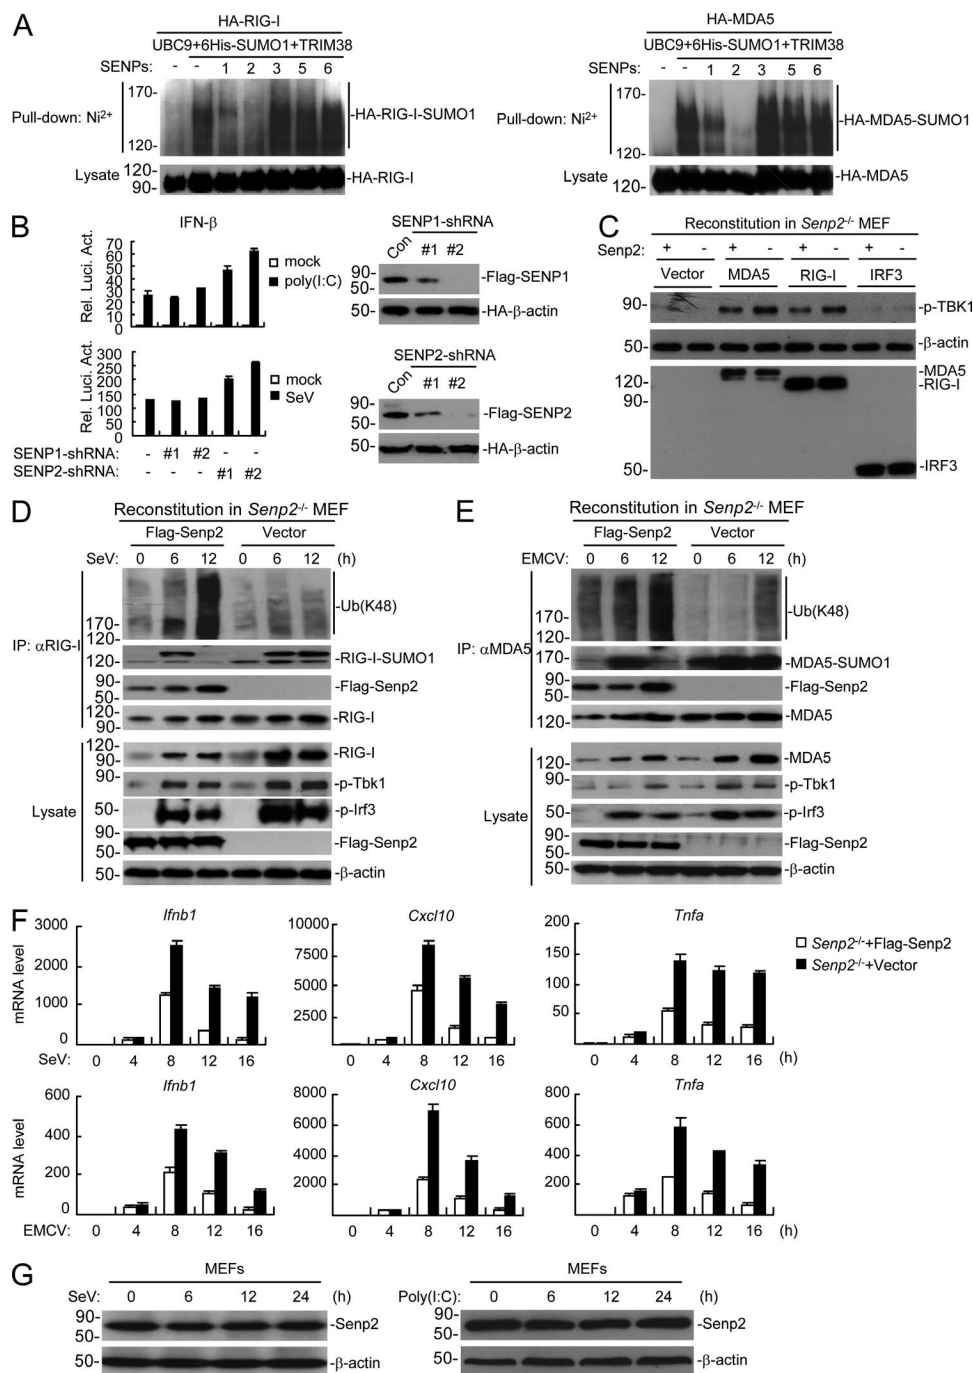 A
HA-RIG-I
UBC9+6His-SUMO1+TRIM38
SENPs: - - 1 2 3 5 6
170-
Pull-down: Ni2+
-HA-RIG-I-SUMO1
120-
Lysate
120-
90-
-HA-RIG-I
HA-MDA5
UBC9+6His-SUMO1+TRIM38
SENPs: - - 1 2 3 5 6
170-
Pull-down: Ni2+
-HA-MDA5-SUMO1
120-
Lysate
120-
-HA-MDA5
B
IFN-β
Rel. Luci. Act.
70
60
50
40
30
20
10
0
mock
poly(I:C)
Rel. Luci. Act.
300
250
200
150
100
50
0
mock
SeV
SENP1-shRNA: - #1 #2 - -
SENP2-shRNA: - - - #1 #2
SENP1-shRNA
Con #1 #2
90-
50-
-Flag-SENP1
50-
-HA-β-actin
SENP2-shRNA
Con #1 #2
90-
50-
-Flag-SENP2
50-
-HA-β-actin
C
Reconstitution in Senp2-/- MEF
Senp2: + - + - + - + -
Vector MDA5 RIG-I IRF3
90-
-p-TBK1
50-
-β-actin
120-
90-
-MDA5
-RIG-I
50-
-IRF3
D
Reconstitution in Senp2-/- MEF
Flag-Senp2 Vector
SeV: 0 6 12 0 6 12 (h)
IP: αRIG-I
170-
120-
-Ub(K48)
120-
-RIG-I-SUMO1
90-
50-
-Flag-Senp2
120-
90-
-RIG-I
Lysate
120-
90-
-RIG-I
90-
-p-Tbk1
50-
-p-Irf3
90-
50-
-Flag-Senp2
50-
-β-actin
E
Reconstitution in Senp2-/- MEF
Flag-Senp2 Vector
EMCV: 0 6 12 0 6 12 (h)
IP: αMDA5
170-
120-
-Ub(K48)
170-
120-
-MDA5-SUMO1
90-
50-
-Flag-Senp2
120-
-MDA5
Lysate
120-
-MDA5
90-
-p-Tbk1
50-
-p-Irf3
90-
50-
-Flag-Senp2
50-
-β-actin
F
Ifnb1
mRNA level
3000
2000
1000
0
SeV: 0 4 8 12 16
Cxcl10
10000
7500
5000
2500
0 4 8 12 16
Tnfa
200
150
100
50
0 4 8 12 16 (h)
Senp2-/-+Flag-Senp2
Senp2-/-+Vector
Ifnb1
mRNA level
600
400
200
0
EMCV: 0 4 8 12 16
Cxcl10
8000
6000
4000
2000
0 4 8 12 16
Tnfa
800
600
400
200
0 4 8 12 16 (h)
G
MEFs
SeV: 0 6 12 24 (h)
90-
50-
-Senp2
50-
-β-actin
MEFs
Poly(I:C): 0 6 12 24 (h)
90-
50-
-Senp2
50-
-β-actin